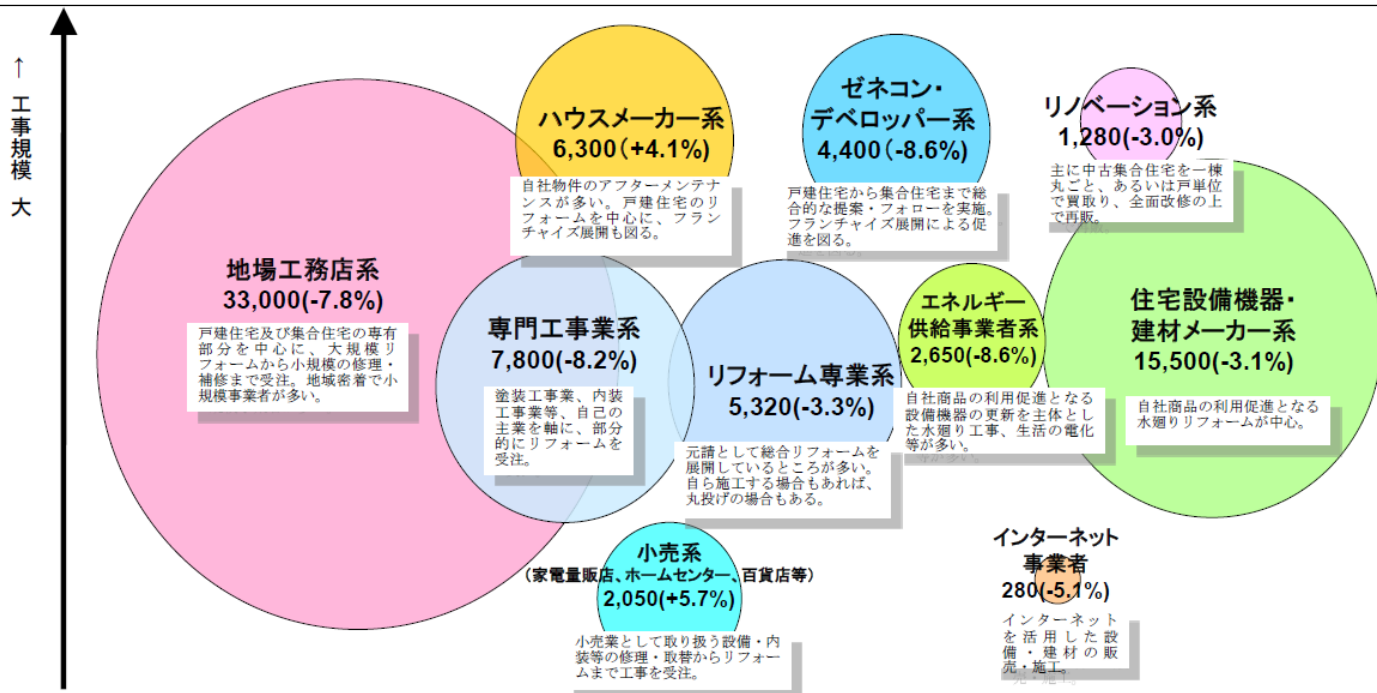 ↑
工事規模
大
ハウスメーカー系
6,300(+4.1%)
自社物件のアフターメンテナ
ンスが多い。戸建住宅のリ
フォームを中心に、フラン
チャイズ展開も図る。
ゼネコン・
デベロッパー系
4,400(-8.6%)
戸建住宅から集合住宅まで総
合的な提案・フォローを実施。
フランチャイズ展開による促
進を図る。
リノベーション系
1,280(-3.0%)
主に中古集合住宅を一棟
丸ごと、あるいは戸単位
で買取り、全面改修の上
で再販。
地場工務店系
33,000(-7.8%)
戸建住宅及び集合住宅の専有
部分を中心に、大規模リ
フォームから小規模の修理・
補修まで受注。地域密着で小
規模事業者が多い。
専門工事業系
7,800(-8.2%)
塗装工事業、内装
工事業等、自己の
主業を軸に、部分
的にリフォームを
受注。
リフォーム専業系
5,320(-3.3%)
元請として総合リフォームを
展開しているところが多い。
自ら施工する場合もあれば、
丸投げの場合もある。
エネルギー
供給事業者系
2,650(-8.6%)
自社商品の利用促進となる
設備機器の更新を主体とし
た水廻り工事、生活の電化
等が多い。
住宅設備機器・
建材メーカー系
15,500(-3.1%)
自社商品の利用促進となる
水廻りリフォームが中心。
小売系
(家電量販店、ホームセンター、百貨店等)
2,050(+5.7%)
小売業として取り扱う設備・内
装等の修理・取替からリフォー
ムまで工事を受注。
インターネット
事業者
280(-5.1%)
インターネット
を活用した設
備・建材の販
売・施工。